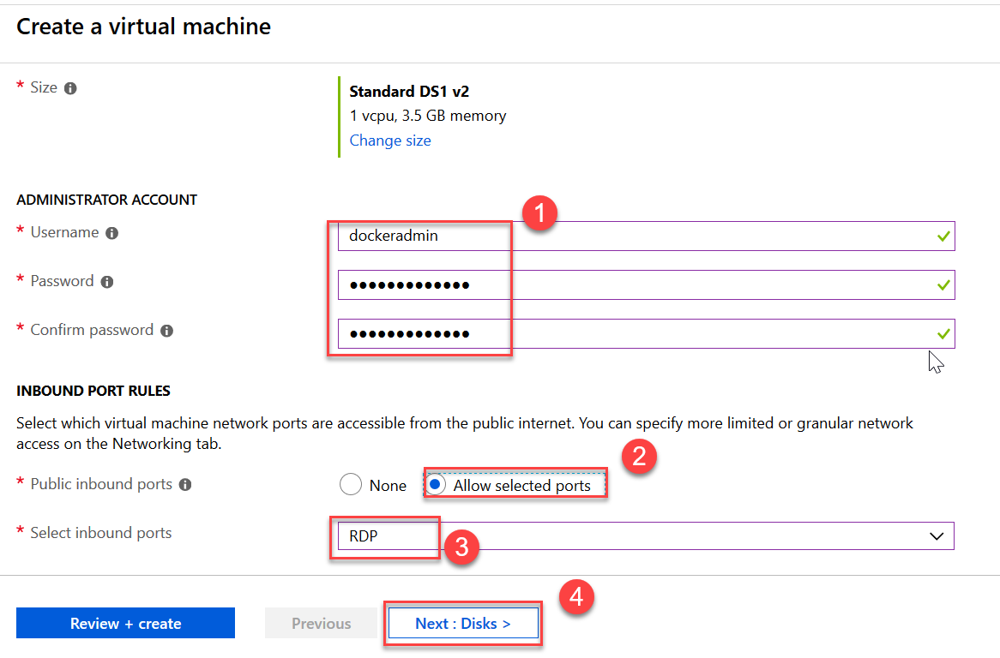 Create a virtual machine
* Size
Standard DS1 v2
1 vcpu, 3.5 GB memory
Change size
ADMINISTRATOR ACCOUNT
1
* Username
dockeradmin
* Password
•••••••••••••
* Confirm password
•••••••••••••
INBOUND PORT RULES
Select which virtual machine network ports are accessible from the public internet. You can specify more limited or granular network
access on the Networking tab.
2
* Public inbound ports
None
Allow selected ports
* Select inbound ports
RDP
3
4
Review + create
Previous
Next : Disks >